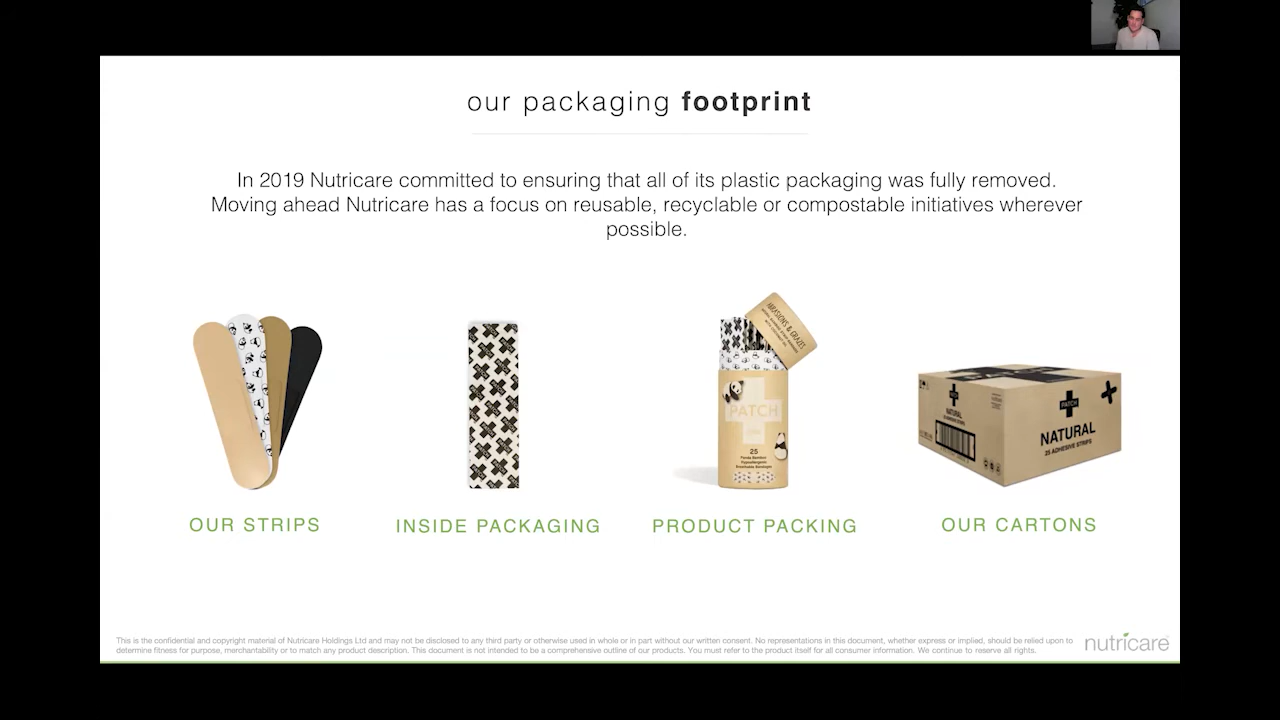 our packaging footprint
In 2019 Nutricare committed to ensuring that all of its plastic packaging was fully removed.
Moving ahead Nutricare has a focus on reusable, recyclable or compostable initiatives wherever
possible.
ABRASIONS & GRAZES
PATCH
25
Panda Bamboo
Hypoallergenic
PATCH
NATURAL
PATCH
NATURAL
25 ADHESIVE STRIPS
OUR STRIPS
INSIDE PACKAGING
PRODUCT PACKING
OUR CARTONS
This is the confidential and copyright material of Nutricare Holdings Ltd and may not be disclosed to any third party or otherwise used in whole or in part without our written consent. No representations in this document, whether express or implied, should be relied upon to
determine fitness for purpose, merchantability or to match any product description. This document is not intended to be a comprehensive outline of our products. You must refer to the product itself for all consumer information. We continue to reserve all rights.
nutricare